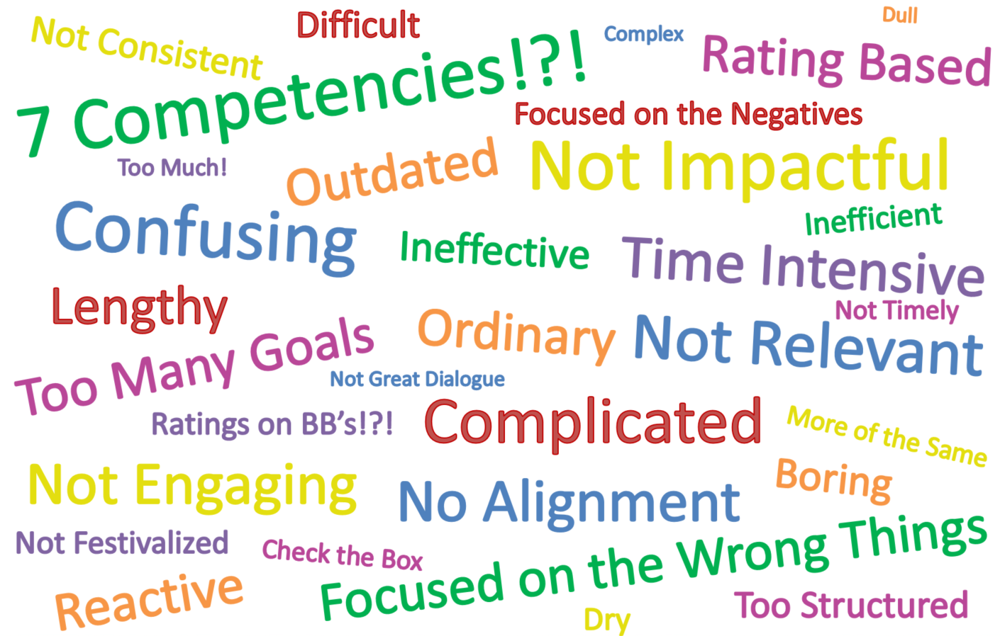 Not Consistent
Difficult
Complex
Dull
Rating Based
7 Competencies!?!
Focused on the Negatives
Too Much!
Outdated
Not Impactful
Confusing
Ineffective
Inefficient
Time Intensive
Lengthy
Not Timely
Too Many Goals
Ordinary
Not Relevant
Not Great Dialogue
Ratings on BB’s!?!
Complicated
More of the Same
Not Engaging
No Alignment
Boring
Not Festivalized
Check the Box
Focused on the Wrong Things
Reactive
Dry
Too Structured